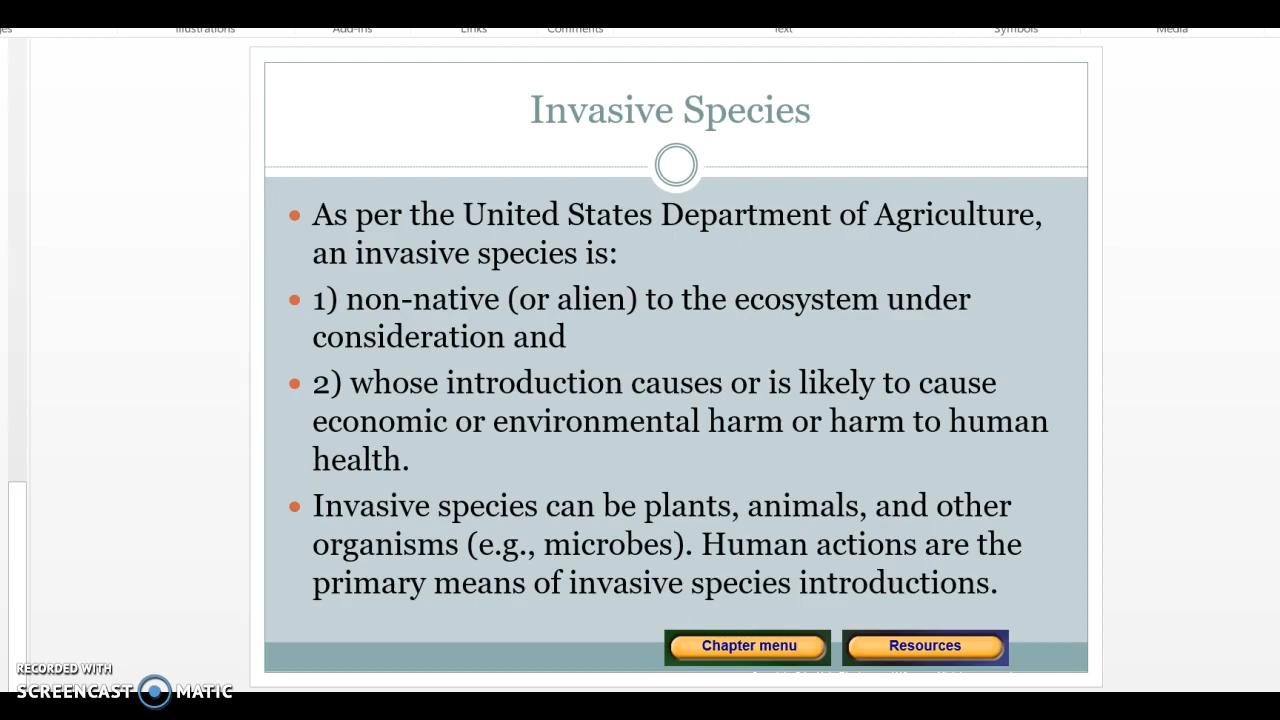 Illustrations Add-ins Links Comments Text Symbols Media
Invasive Species
As per the United States Department of Agriculture,
an invasive species is:
1) non-native (or alien) to the ecosystem under
consideration and
2) whose introduction causes or is likely to cause
economic or environmental harm or harm to human
health.
Invasive species can be plants, animals, and other
organisms (e.g., microbes). Human actions are the
primary means of invasive species introductions.
Chapter menu Resources
RECORDED WITH
SCREENCAST MATIC